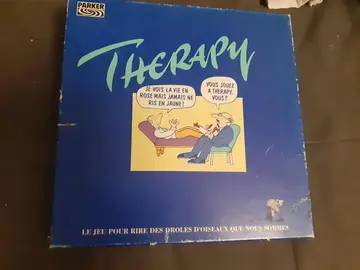 PARKER
THERAPY
JE VOIS LA VIE EN
ROSE MAIS JAMAIS NE
RIS EN JAUNE !
VOUS JOUEZ
A THERAPY,
VOUS ?
LE JEU POUR RIRE DES DROLES D'OISEAUX QUE NOUS SOMMES